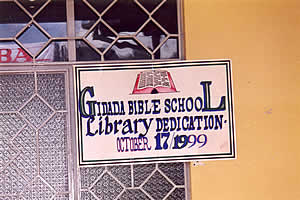 GIDADA BIBLE SCHOOL
Library DEDICATION-
OCTOBER 17/1999